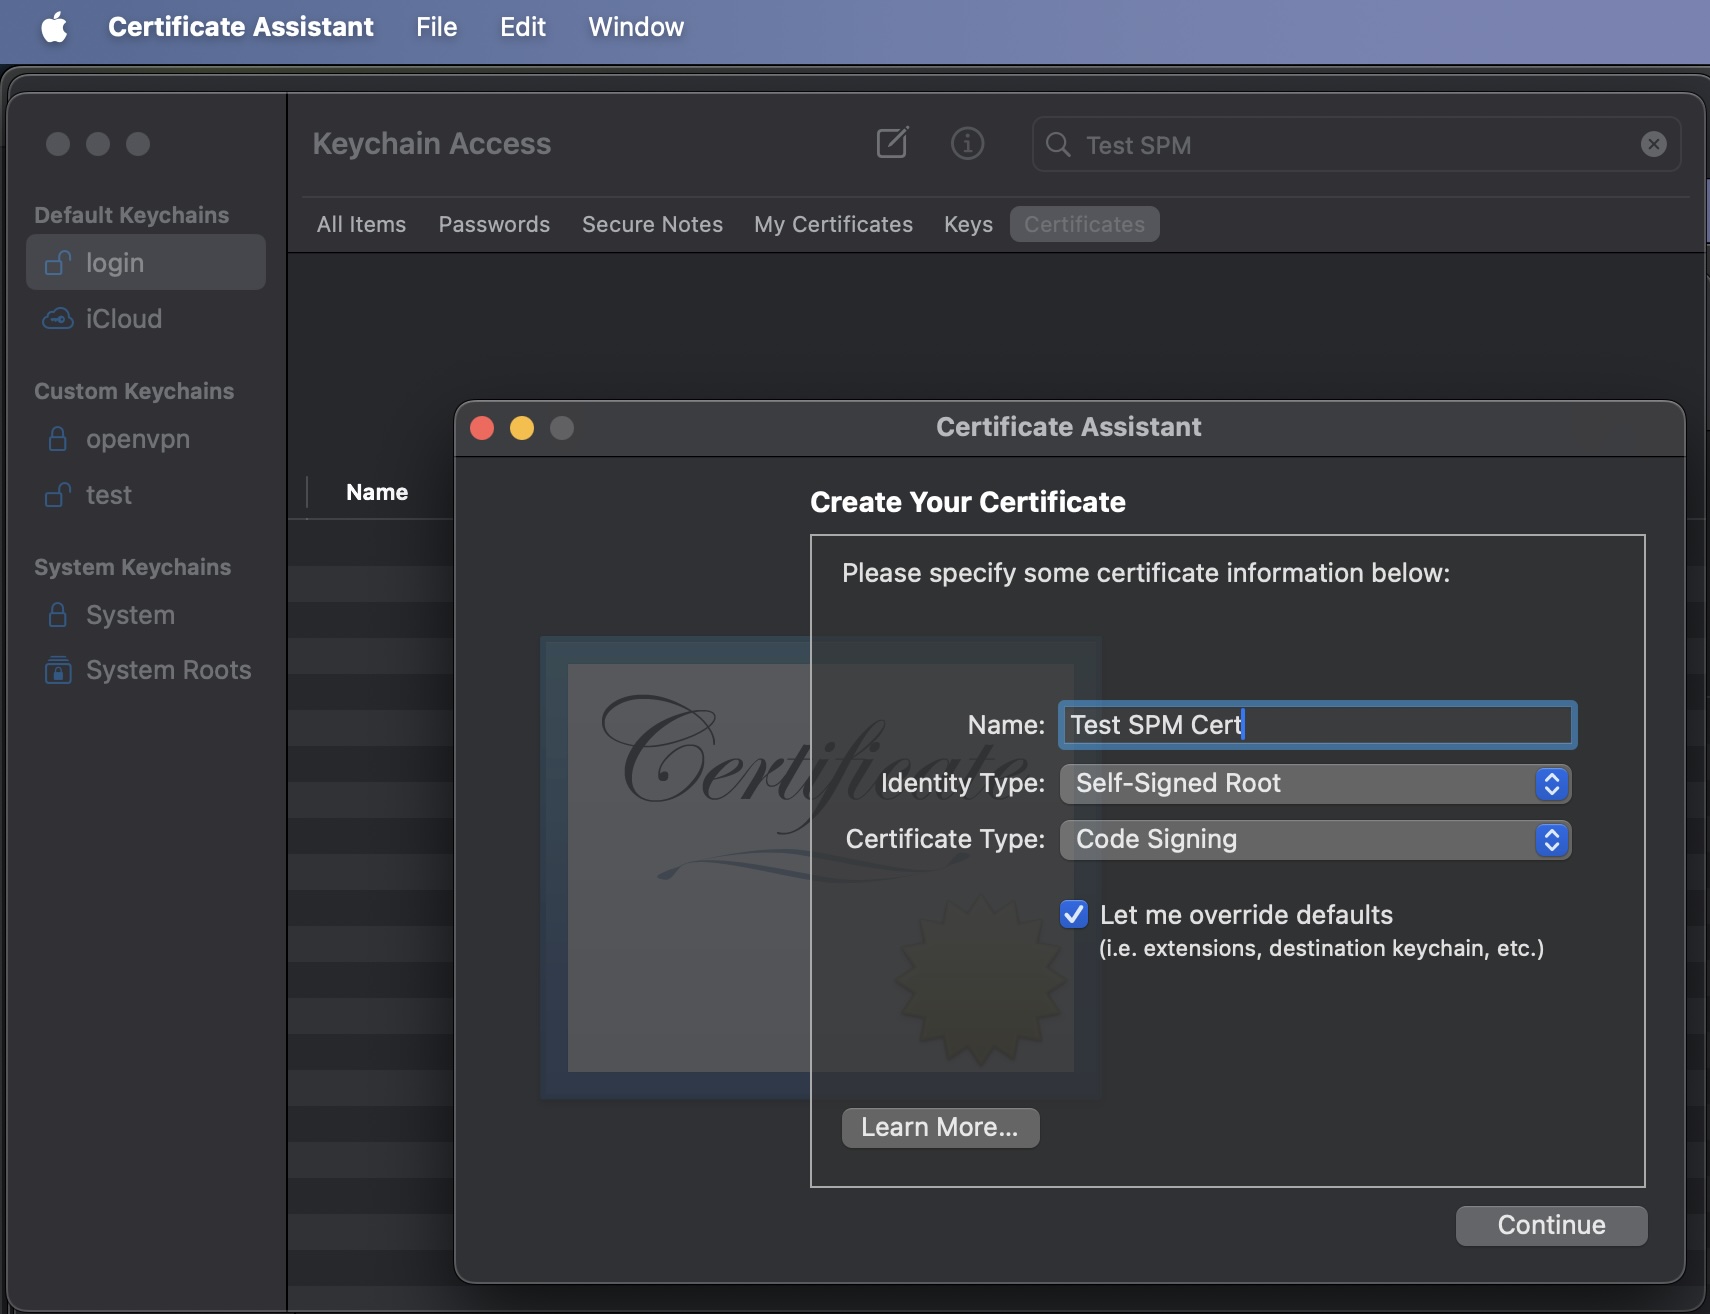 Certificate Assistant File Edit Window
Keychain Access
Test SPM
Default Keychains
login
iCloud
Custom Keychains
openvpn
test
System Keychains
System
System Roots
All Items Passwords Secure Notes My Certificates Keys Certificates
Name
Certificate Assistant
Create Your Certificate
Please specify some certificate information below:
Certificate
Name: Test SPM Cert
Identity Type: Self-Signed Root
Certificate Type: Code Signing
Let me override defaults
(i.e. extensions, destination keychain, etc.)
Learn More...
Continue